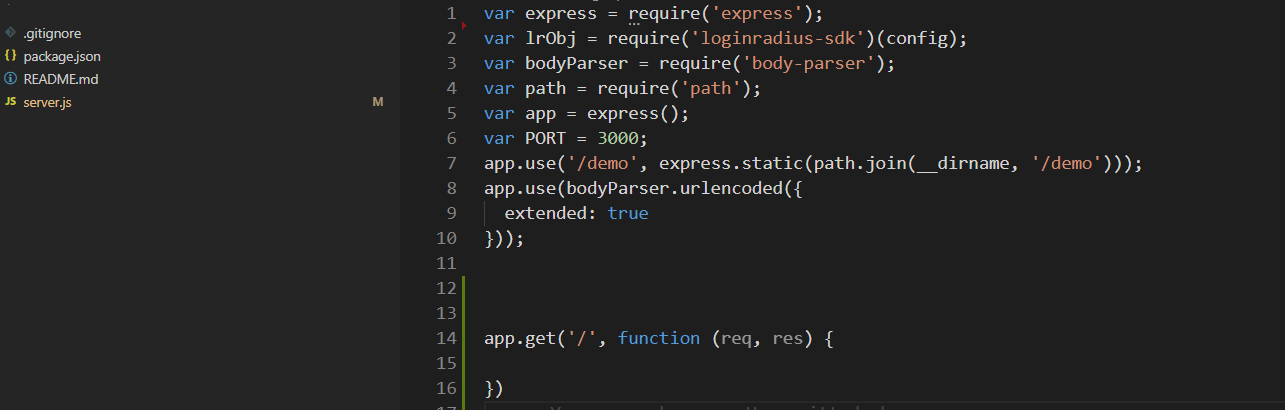 .gitignore
package.json
README.md
JS server.js M
1 var express = require('express');
2 var lrObj = require('loginradius-sdk')(config);
3 var bodyParser = require('body-parser');
4 var path = require('path');
5 var app = express();
6 var PORT = 3000;
7 app.use('/demo', express.static(path.join(__dirname, '/demo')));
8 app.use(bodyParser.urlencoded({
9 extended: true
10 }));
11
12
13
14 app.get('/', function (req, res) {
15
16 })
17